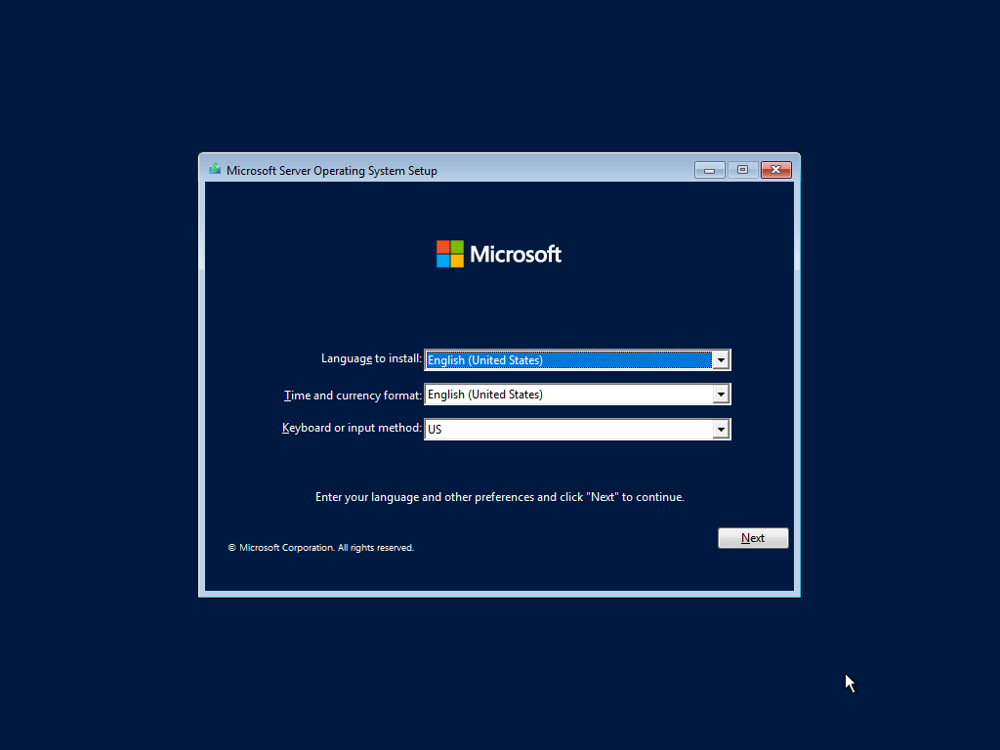 Microsoft Server Operating System Setup
Microsoft
Language to install: English (United States)
Time and currency format: English (United States)
Keyboard or input method: US
Enter your language and other preferences and click "Next" to continue.
Next
© Microsoft Corporation. All rights reserved.